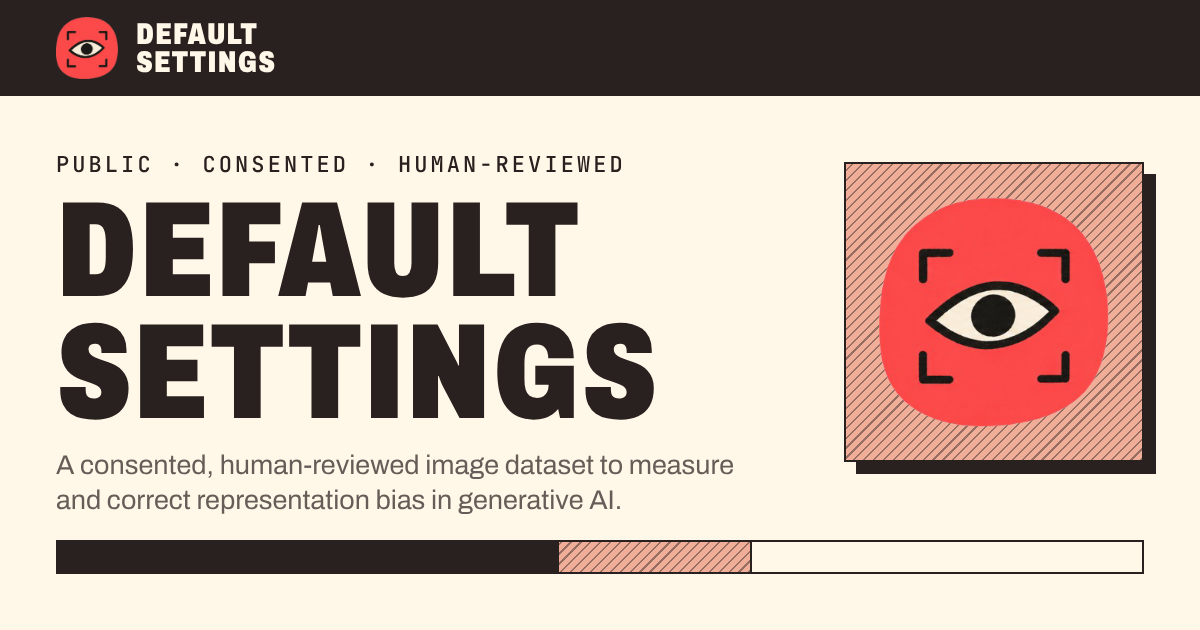 DEFAULT
SETTINGS
PUBLIC · CONSENTED · HUMAN-REVIEWED
DEFAULT
SETTINGS
A consented, human-reviewed image dataset to measure
and correct representation bias in generative AI.